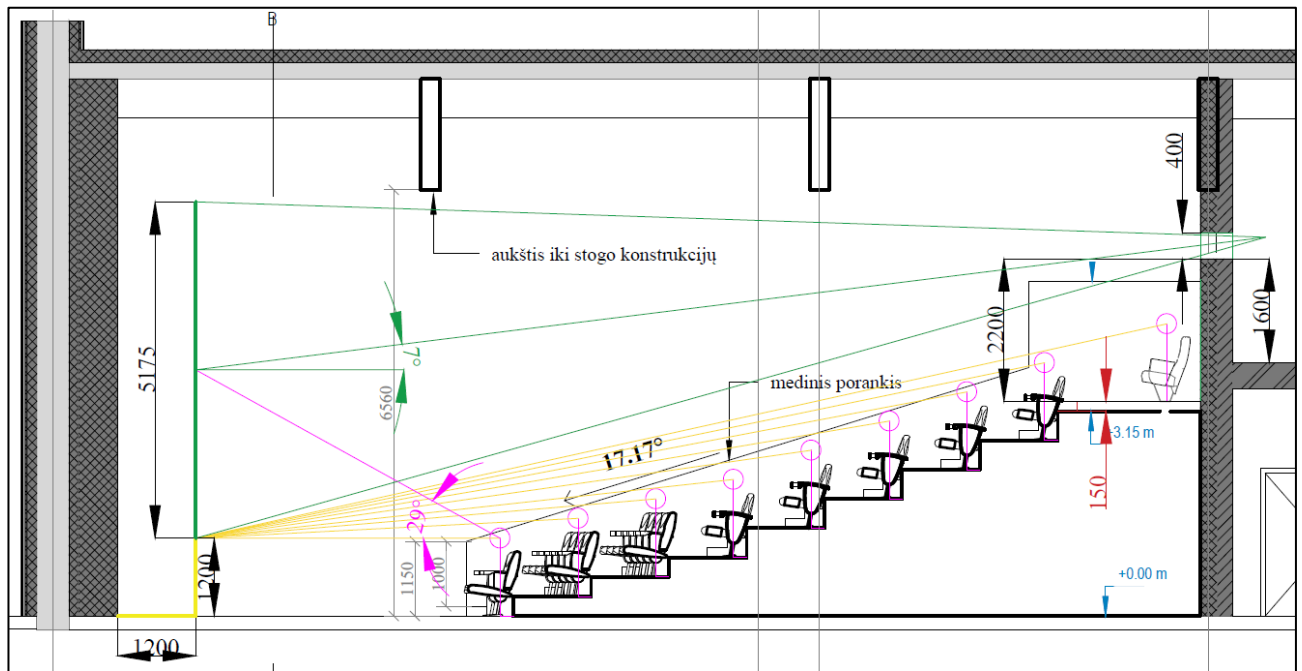 B
400
aukštis iki stogo konstrukcijų
5175
7°
6560
2200
1600
medinis porankis
17.17°
+3.15 m
29°
150
1200
1150
1000
+0.00 m
1200